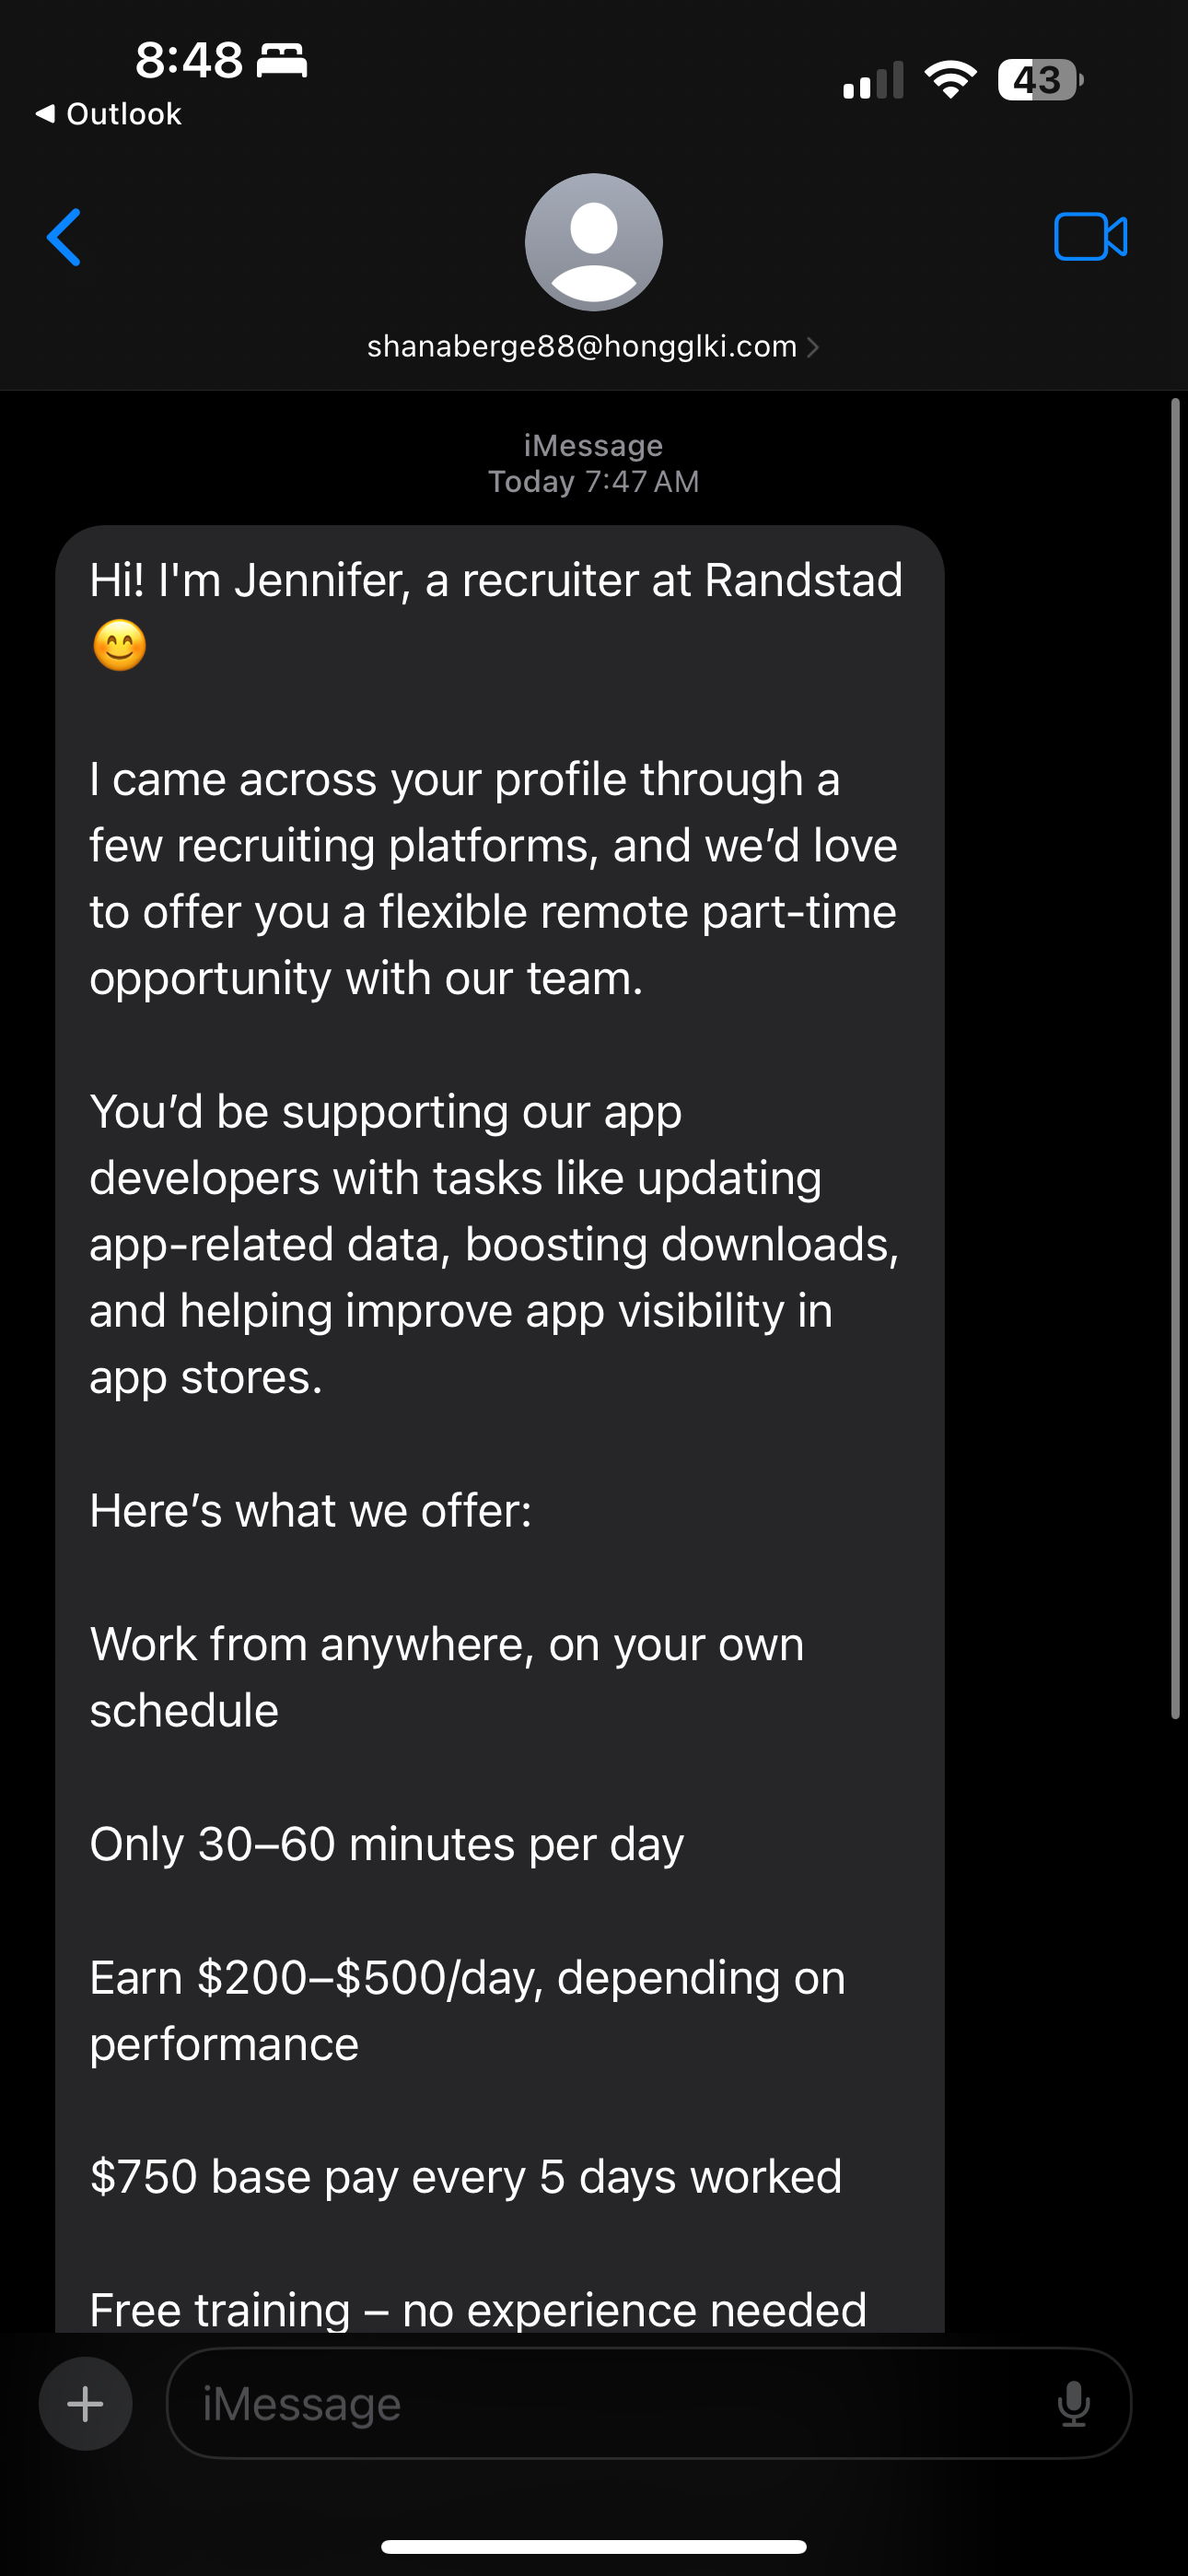 8:48
43
◀ Outlook
shanaberge88@hongglki.com
iMessage
Today 7:47 AM
Hi! I'm Jennifer, a recruiter at Randstad
😊
I came across your profile through a
few recruiting platforms, and we’d love
to offer you a flexible remote part-time
opportunity with our team.
You’d be supporting our app
developers with tasks like updating
app-related data, boosting downloads,
and helping improve app visibility in
app stores.
Here’s what we offer:
Work from anywhere, on your own
schedule
Only 30–60 minutes per day
Earn $200–$500/day, depending on
performance
$750 base pay every 5 days worked
Free training – no experience needed
iMessage